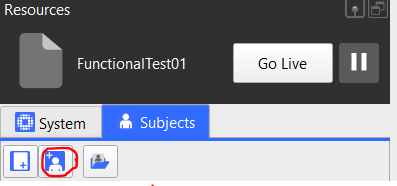 Resources
FunctionalTest01
Go Live
System
Subjects